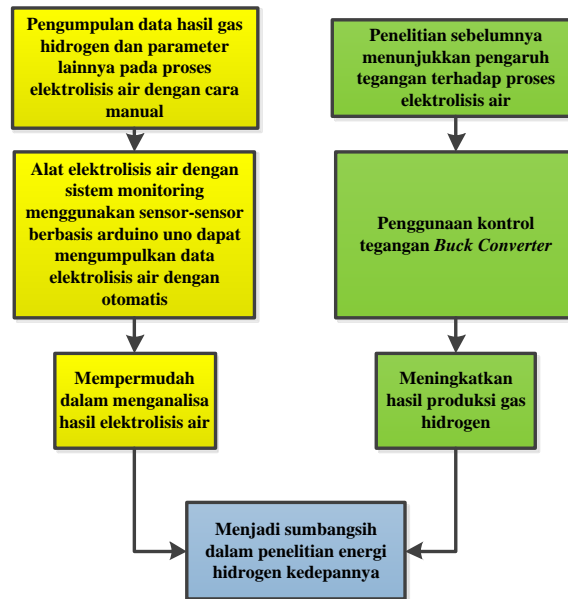 Pengumpulan data hasil gas
hidrogen dan parameter
lainnya pada proses
elektrolisis air dengan cara
manual
Alat elektrolisis air dengan
sistem monitoring
menggunakan sensor-sensor
berbasis arduino uno dapat
mengumpulkan data
elektrolisis air dengan
otomatis
Mempermudah
dalam menganalisa
hasil elektrolisis air
Penelitian sebelumnya
menunjukkan pengaruh
tegangan terhadap proses
elektrolisis air
Penggunaan kontrol
tegangan Buck Converter
Meningkatkan
hasil produksi gas
hidrogen
Menjadi sumbangsih
dalam penelitian energi
hidrogen kedepannya